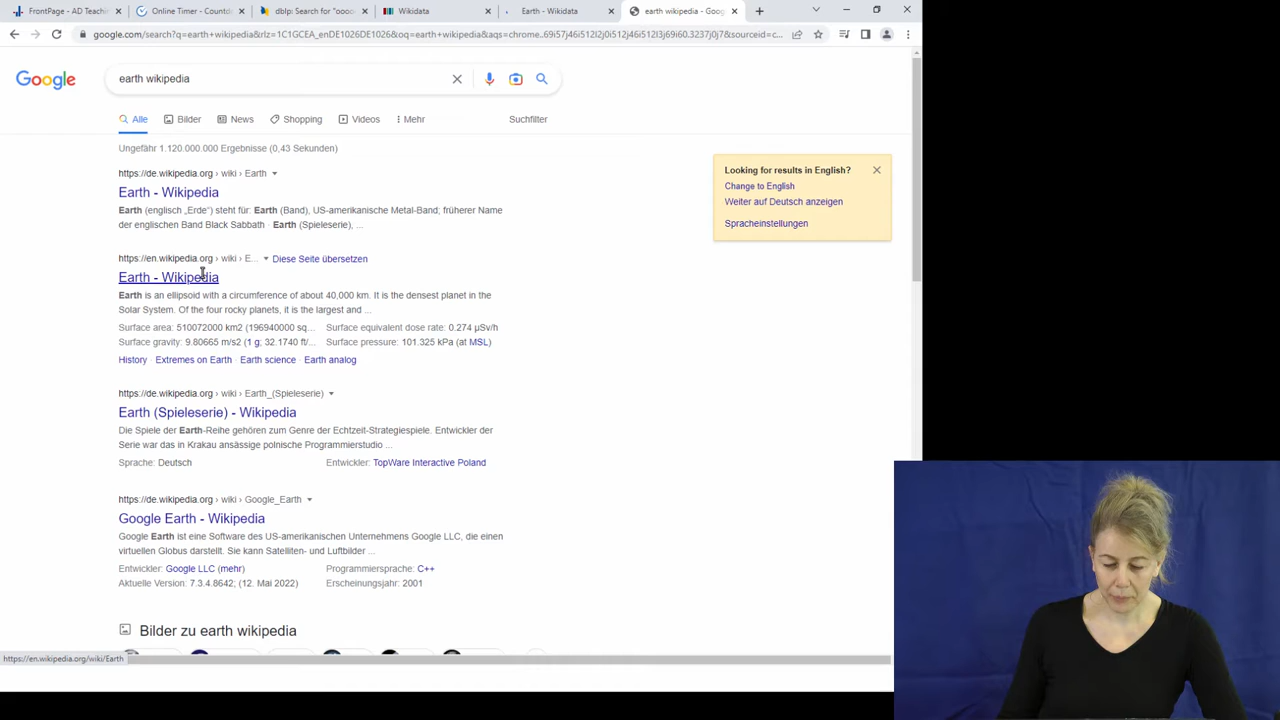 FrontPage - AD Teachi
Online Timer - Countdo
dblp: Search for "oooo-
Wikidata
Earth - Wikidata
earth wikipedia - Goog
google.com/search?q=earth+wikipedia&rlz=1C1GCEA_enDE1026DE1026&oq=earth+wikipedia&aqs=chrome..69i57j46i512l2j0i512j46i512l3j69i60.3237j0j7&sourceid=c...
Google
earth wikipedia
Alle
Bilder
News
Shopping
Videos
Mehr
Suchfilter
Ungefähr 1.120.000.000 Ergebnisse (0,43 Sekunden)
https://de.wikipedia.org › wiki › Earth
Earth - Wikipedia
Earth (englisch „Erde“) steht für: Earth (Band), US-amerikanische Metal-Band; früherer Name
der englischen Band Black Sabbath · Earth (Spieleserie), ...
Looking for results in English?
Change to English
Weiter auf Deutsch anzeigen
Spracheinstellungen
https://en.wikipedia.org › wiki › E... Diese Seite übersetzen
Earth - Wikipedia
Earth is an ellipsoid with a circumference of about 40,000 km. It is the densest planet in the
Solar System. Of the four rocky planets, it is the largest and ...
Surface area: 510072000 km2 (196940000 sq... Surface equivalent dose rate: 0.274 μSv/h
Surface gravity: 9.80665 m/s2 (1 g; 32.1740 ft/... Surface pressure: 101.325 kPa (at MSL)
History · Extremes on Earth · Earth science · Earth analog
https://de.wikipedia.org › wiki › Earth_(Spieleserie)
Earth (Spieleserie) - Wikipedia
Die Spiele der Earth-Reihe gehören zum Genre der Echtzeit-Strategiespiele. Entwickler der
Serie war das in Krakau ansässige polnische Programmierstudio ...
Sprache: Deutsch Entwickler: TopWare Interactive Poland
https://de.wikipedia.org › wiki › Google_Earth
Google Earth - Wikipedia
Google Earth ist eine Software des US-amerikanischen Unternehmens Google LLC, die einen
virtuellen Globus darstellt. Sie kann Satelliten- und Luftbilder ...
Entwickler: Google LLC (mehr) Programmiersprache: C++
Aktuelle Version: 7.3.4.8642; (12. Mai 2022) Erscheinungsjahr: 2001
Bilder zu earth wikipedia
https://en.wikipedia.org/wiki/Earth